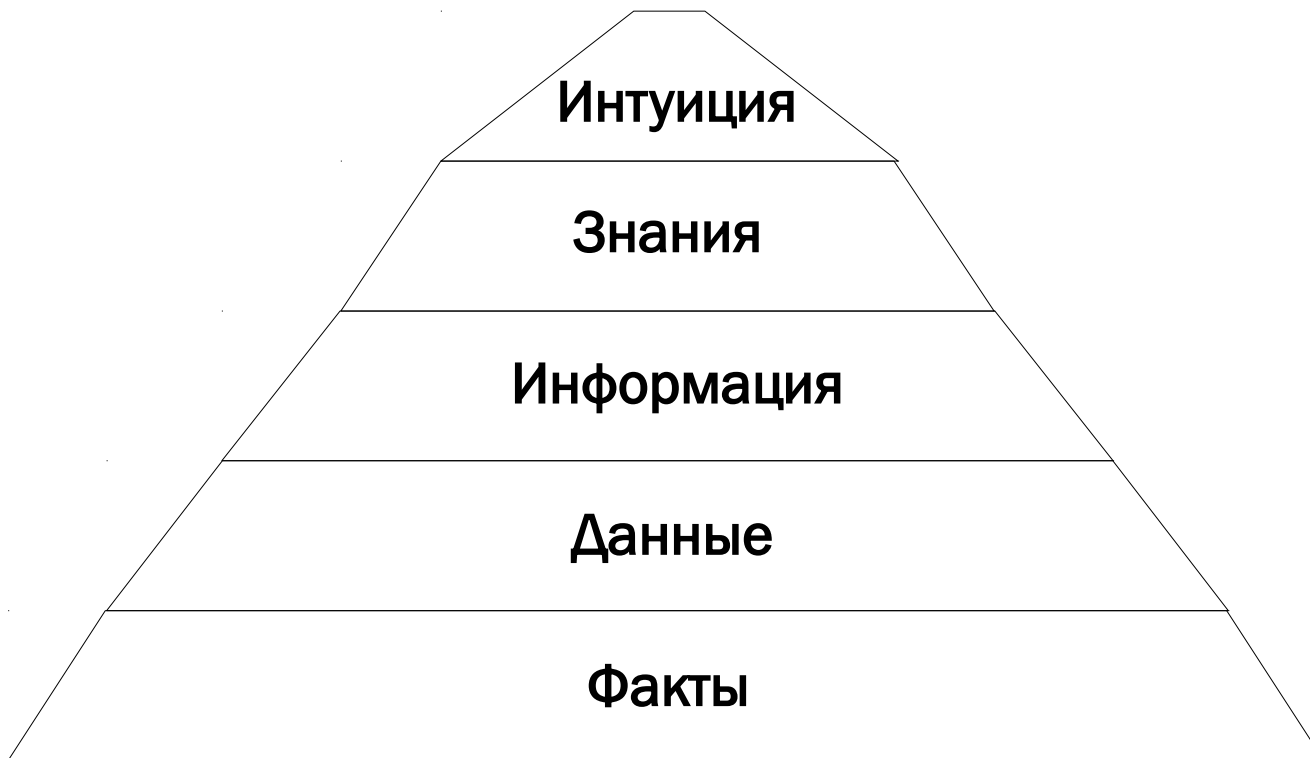 Интуиция
Знания
Информация
Данные
Факты